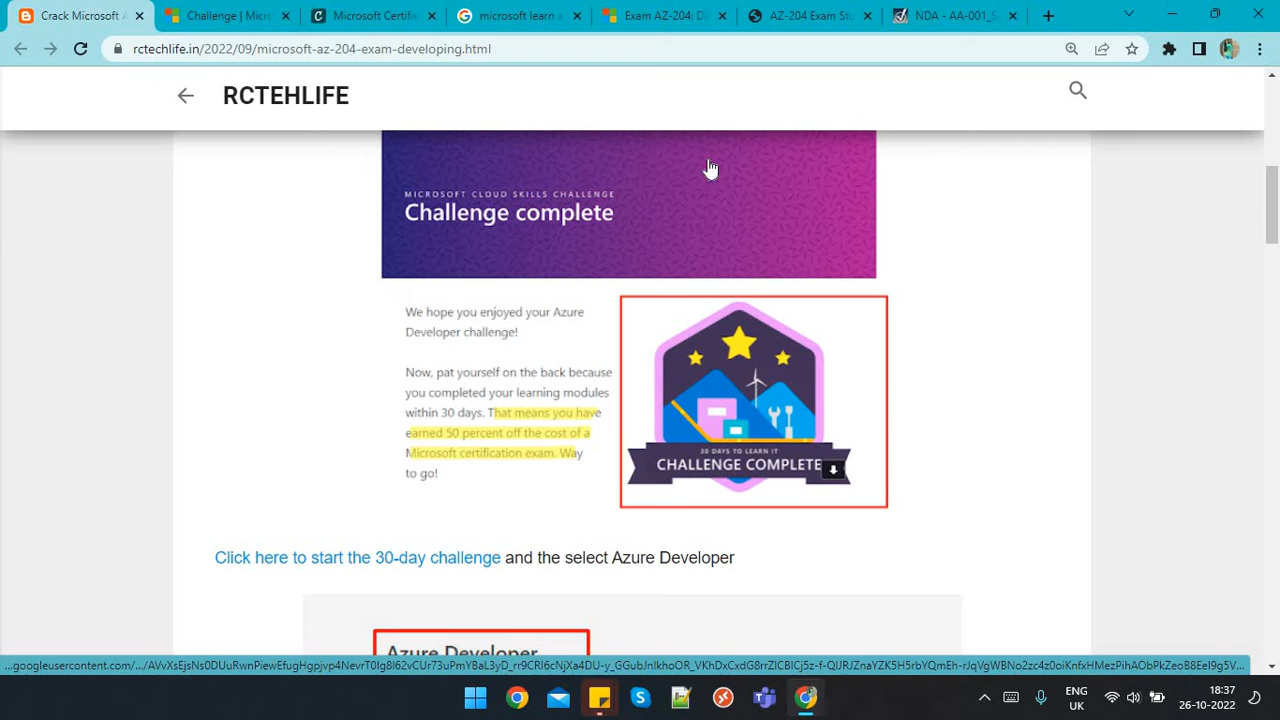 Crack Microsoft A
Challenge | Micro
Microsoft Certifie
microsoft learn a
Exam AZ-204: De
AZ-204 Exam Stu
NDA - AA-001_S
rctechlife.in/2022/09/microsoft-az-204-exam-developing.html
RCTEHLIFE
MICROSOFT CLOUD SKILLS CHALLENGE
Challenge complete
We hope you enjoyed your Azure
Developer challenge!
Now, pat yourself on the back because
you completed your learning modules
within 30 days. That means you have
earned 50 percent off the cost of a
Microsoft certification exam. Way
to go!
30 DAYS TO LEARN IT
CHALLENGE COMPLETE
Click here to start the 30-day challenge and the select Azure Developer
Azure Developer
ENG
UK
18:37
26-10-2022